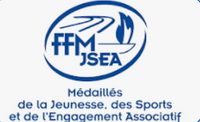 FFM
JSEA
Médaillés
de la Jeunesse, des Sports
et de l'Engagement Associatif